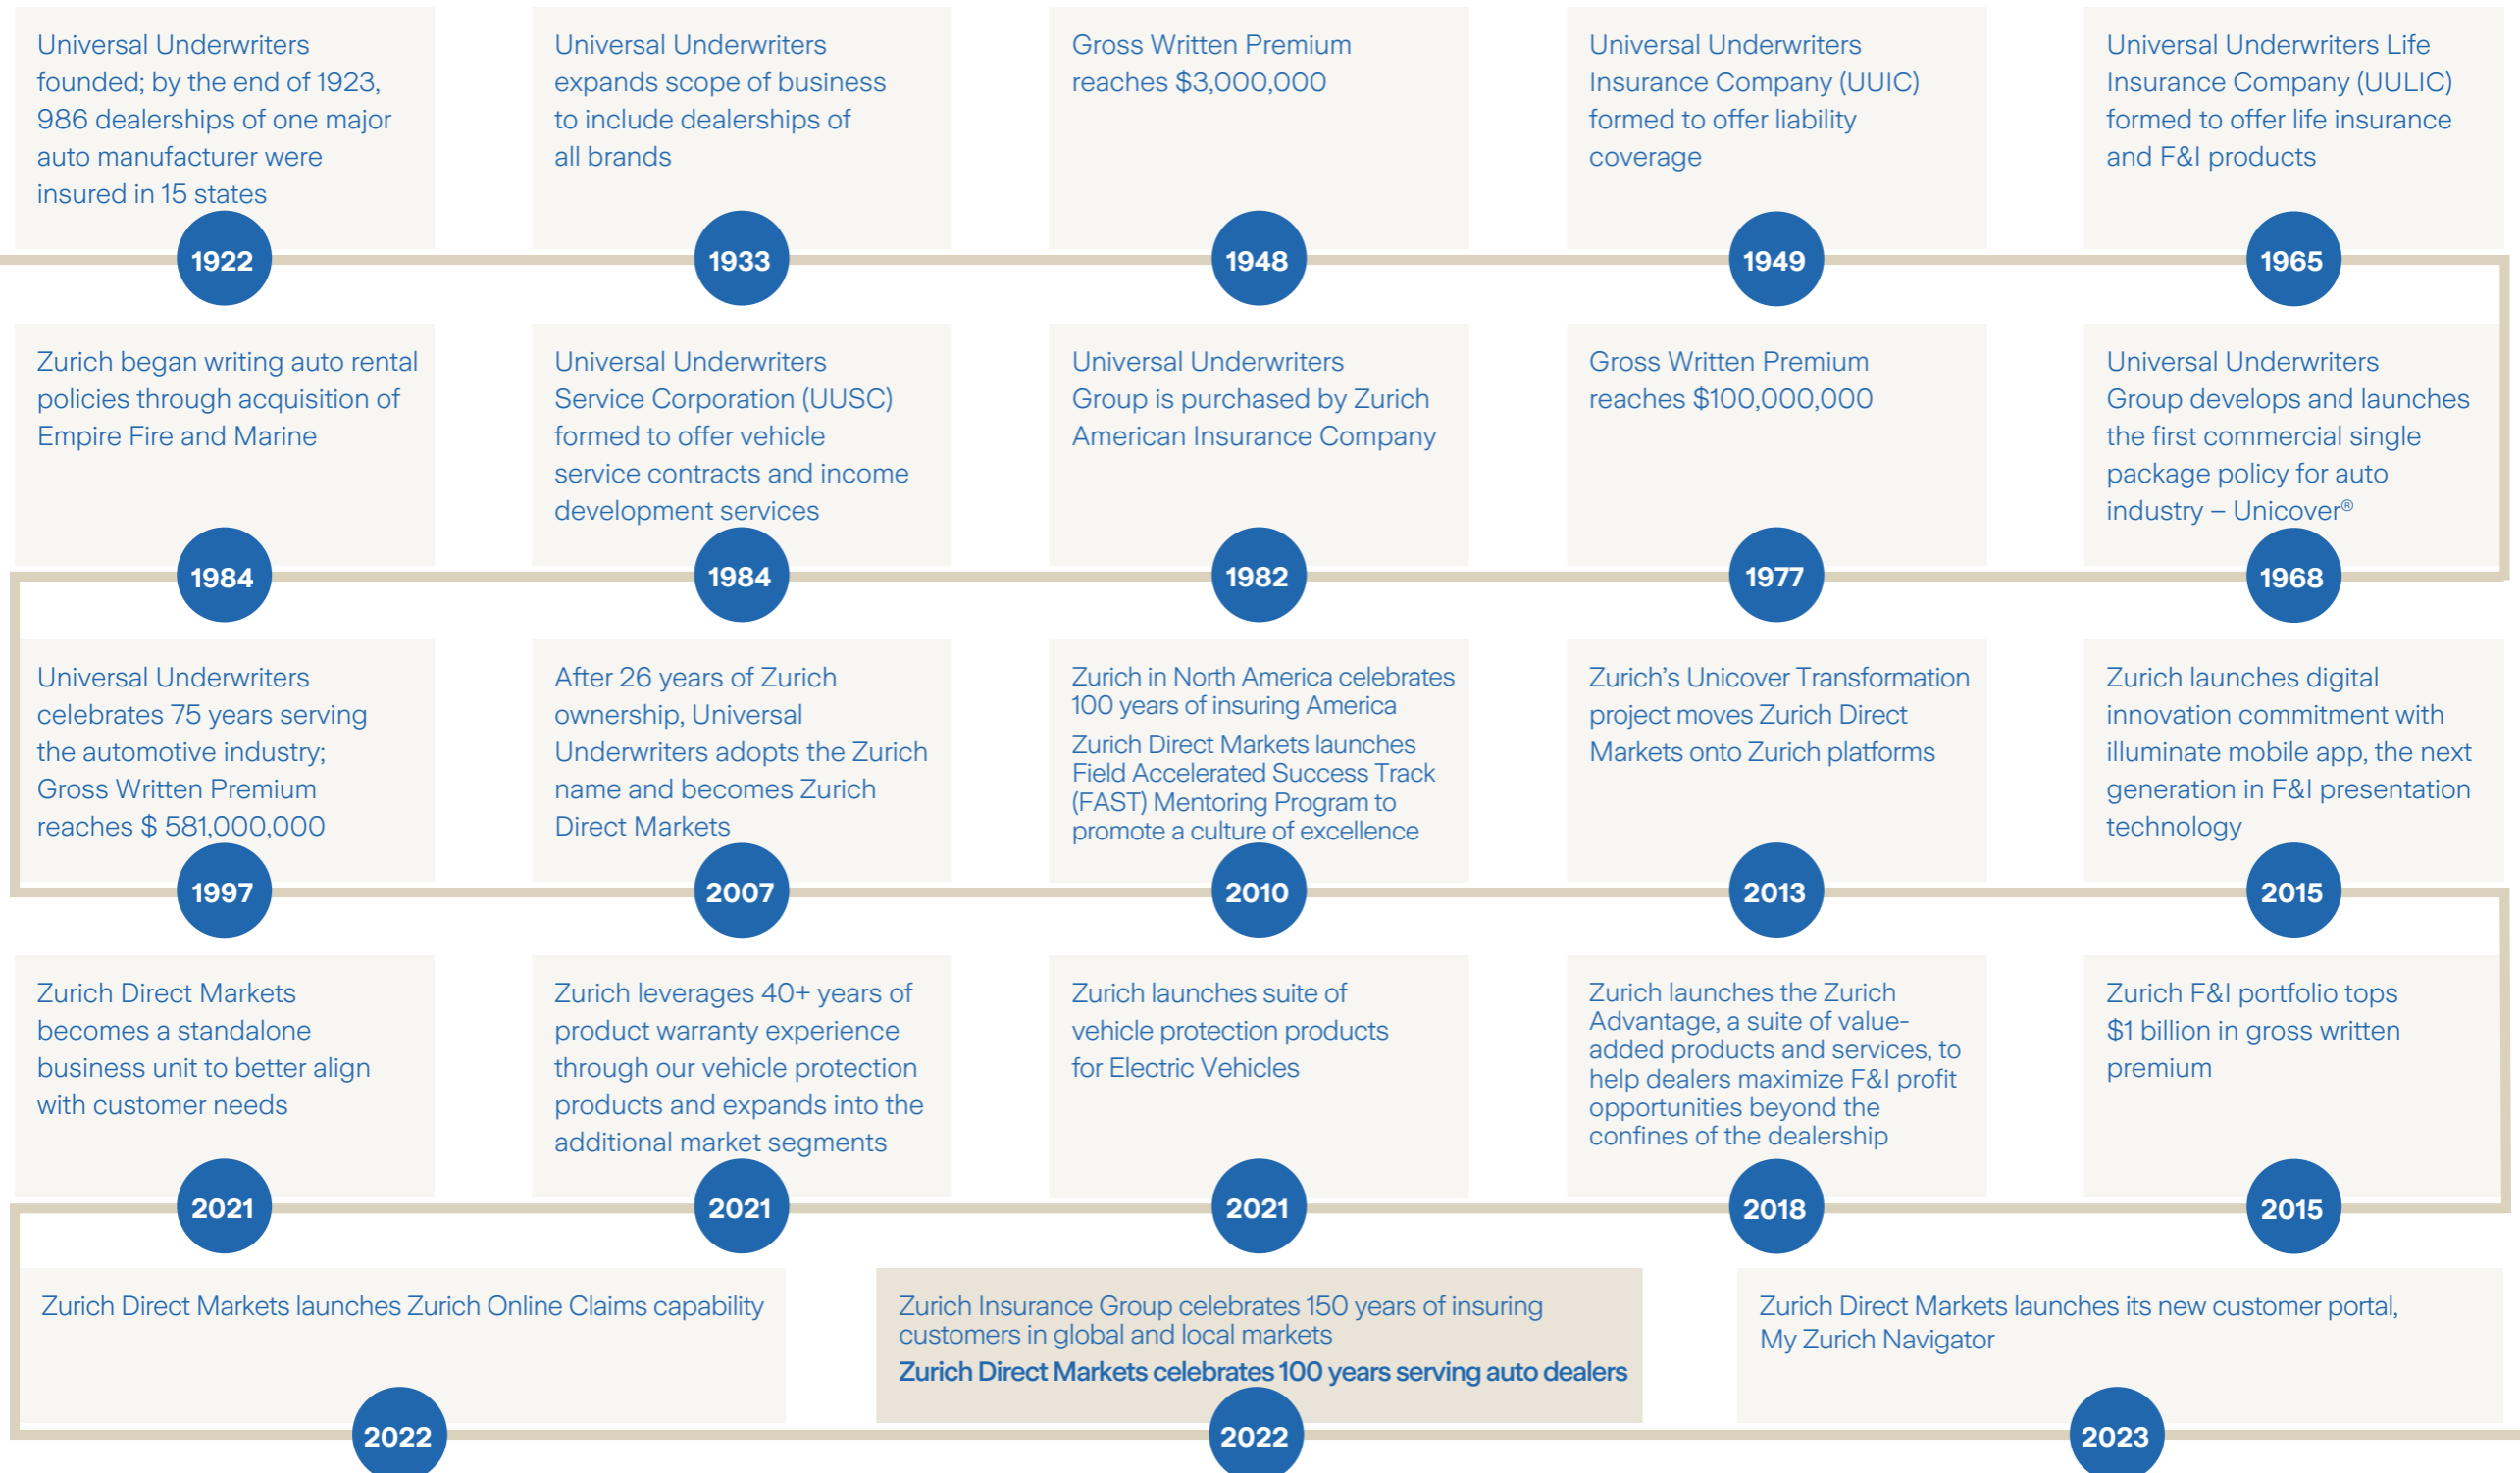 Universal Underwriters
founded; by the end of 1923,
986 dealerships of one major
auto manufacturer were
insured in 15 states
1922
Universal Underwriters
expands scope of business
to include dealerships of
all brands
1933
Gross Written Premium
reaches $3,000,000
1948
Universal Underwriters
Insurance Company (UUIC)
formed to offer liability
coverage
1949
Universal Underwriters Life
Insurance Company (UULIC)
formed to offer life insurance
and F&I products
1965
Universal Underwriters
Group develops and launches
the first commercial single
package policy for auto
industry – Unicover®
1968
Gross Written Premium
reaches $100,000,000
1977
Universal Underwriters
Group is purchased by Zurich
American Insurance Company
1982
Universal Underwriters
Service Corporation (UUSC)
formed to offer vehicle
service contracts and income
development services
1984
Zurich began writing auto rental
policies through acquisition of
Empire Fire and Marine
1984
Universal Underwriters
celebrates 75 years serving
the automotive industry;
Gross Written Premium
reaches $ 581,000,000
1997
After 26 years of Zurich
ownership, Universal
Underwriters adopts the Zurich
name and becomes Zurich
Direct Markets
2007
Zurich in North America celebrates
100 years of insuring America
Zurich Direct Markets launches
Field Accelerated Success Track
(FAST) Mentoring Program to
promote a culture of excellence
2010
Zurich's Unicover Transformation
project moves Zurich Direct
Markets onto Zurich platforms
2013
Zurich launches digital
innovation commitment with
illuminate mobile app, the next
generation in F&I presentation
technology
2015
Zurich F&I portfolio tops
$1 billion in gross written
premium
2015
Zurich launches the Zurich
Advantage, a suite of value-
added products and services, to
help dealers maximize F&I profit
opportunities beyond the
confines of the dealership
2018
Zurich launches suite of
vehicle protection products
for Electric Vehicles
2021
Zurich leverages 40+ years of
product warranty experience
through our vehicle protection
products and expands into the
additional market segments
2021
Zurich Direct Markets
becomes a standalone
business unit to better align
with customer needs
2021
Zurich Direct Markets launches Zurich Online Claims capability
2022
Zurich Insurance Group celebrates 150 years of insuring
customers in global and local markets
Zurich Direct Markets celebrates 100 years serving auto dealers
2022
Zurich Direct Markets launches its new customer portal,
My Zurich Navigator
2023